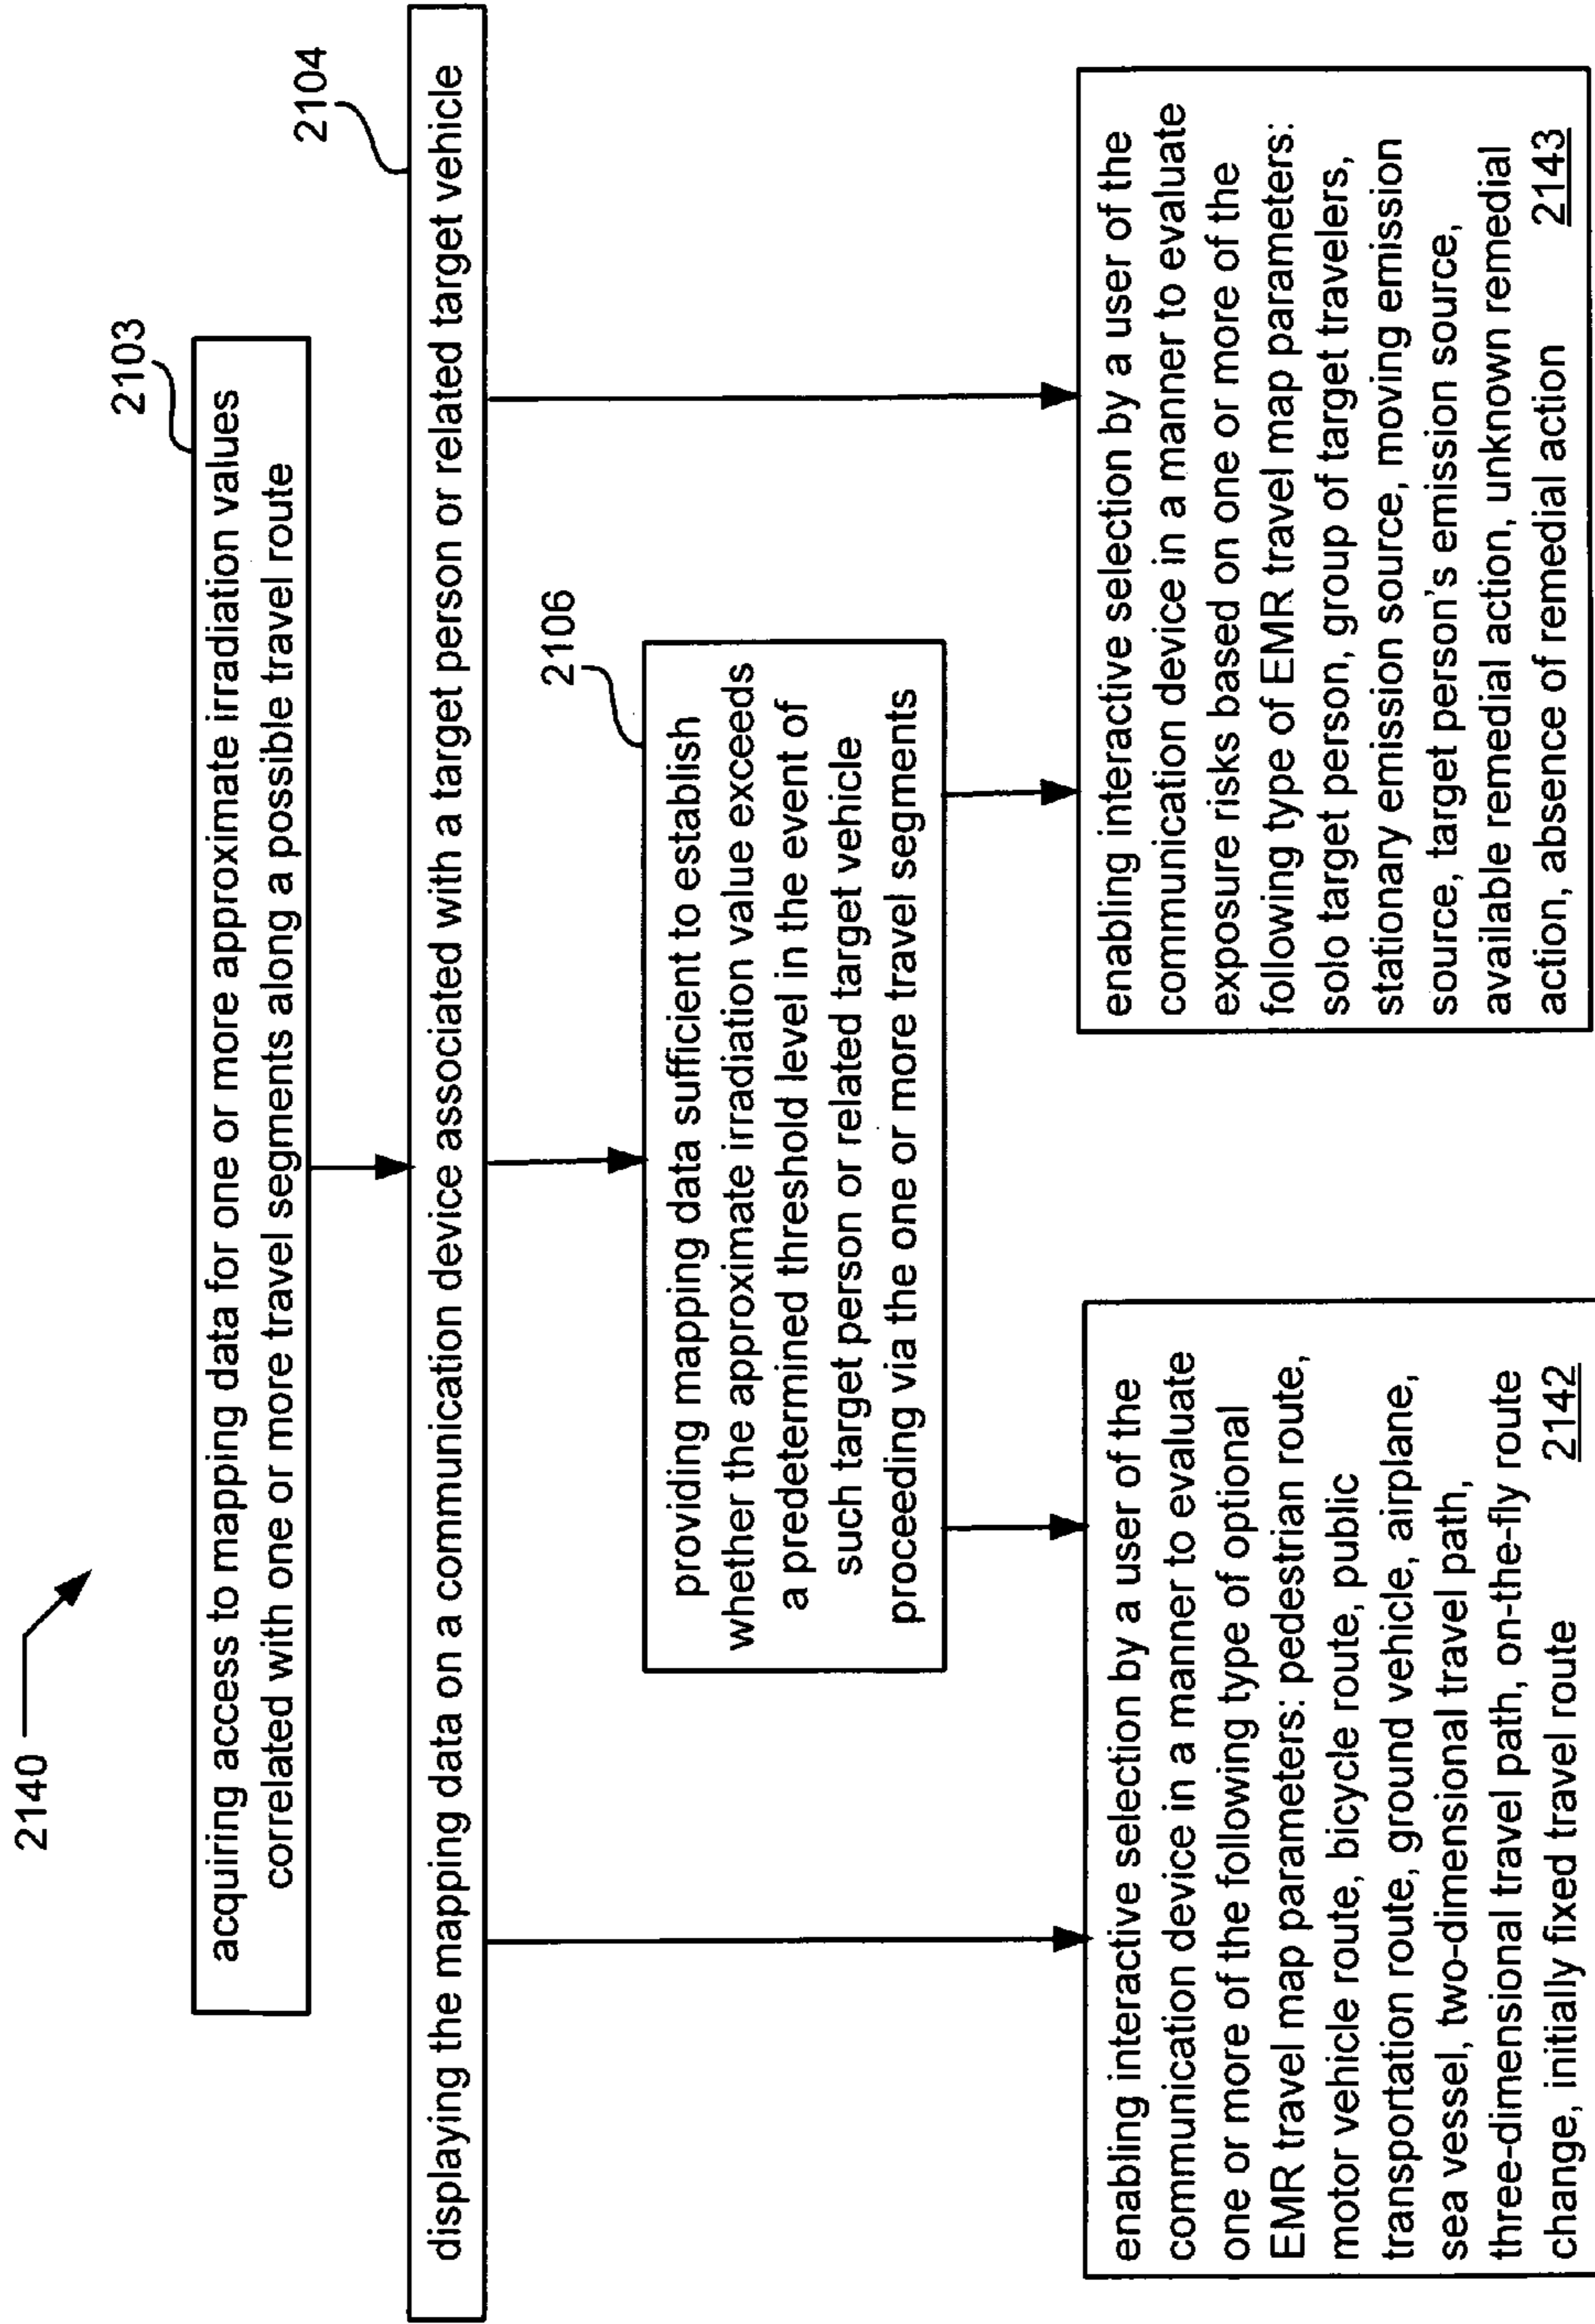 2140
2103
acquiring access to mapping data for one or more approximate irradiation values
correlated with one or more travel segments along a possible travel route
2104
displaying the mapping data on a communication device associated with a target person or related target vehicle
2106
providing mapping data sufficient to establish
whether the approximate irradiation value exceeds
a predetermined threshold level in the event of
such target person or related target vehicle
proceeding via the one or more travel segments
enabling interactive selection by a user of the
communication device in a manner to evaluate
one or more of the following type of optional
EMR travel map parameters: pedestrian route,
motor vehicle route, bicycle route, public
transportation route, ground vehicle, airplane,
sea vessel, two-dimensional travel path,
three-dimensional travel path, on-the-fly route
change, initially fixed travel route 2142
enabling interactive selection by a user of the
communication device in a manner to evaluate
exposure risks based on one or more of the
following type of EMR travel map parameters:
solo target person, group of target travelers,
stationary emission source, moving emission
source, target person's emission source,
available remedial action, unknown remedial
action, absence of remedial action 2143